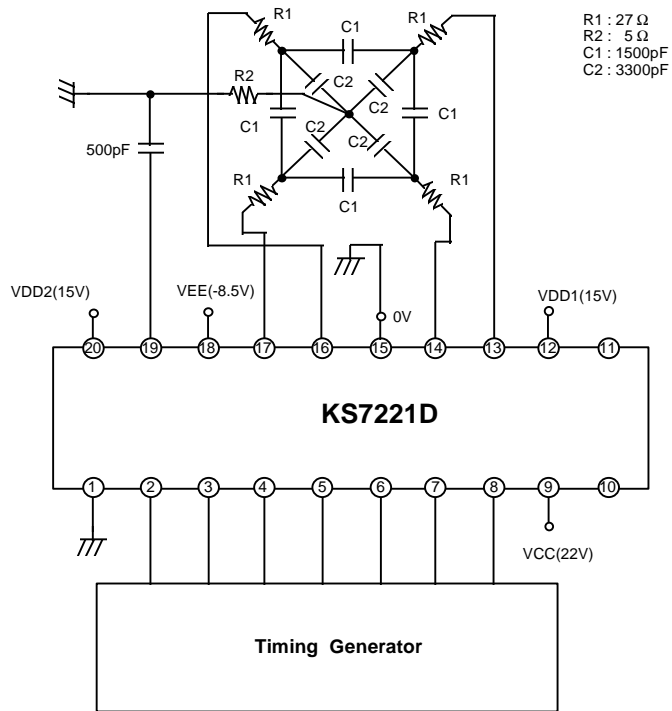 R1 : 27 Ω
R2 : 5 Ω
C1 : 1500pF
C2 : 3300pF
R1
C1
R1
R2
C2
C2
C1
C2
C2
C1
500pF
R1
R1
C1
VDD2(15V)
VEE(-8.5V)
0V
VDD1(15V)
20 19 18 17 16 15 14 13 12 11
KS7221D
1 2 3 4 5 6 7 8 9 10
VCC(22V)
Timing Generator